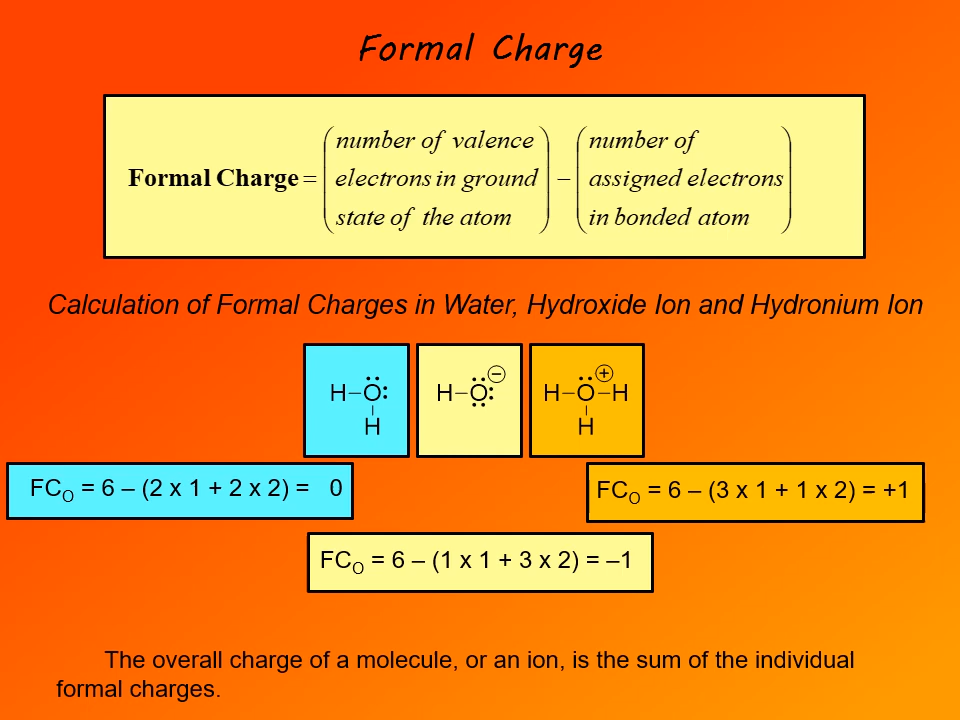 Formal Charge
number of valence
electrons in ground
state of the atom
number of
assigned electrons
in bonded atom
Formal Charge = ( ) − ( )
Calculation of Formal Charges in Water, Hydroxide Ion and Hydronium Ion
H–O
H
H–O −
H–O–H +
H
FCO = 6 – (2 x 1 + 2 x 2) = 0
FCO = 6 – (3 x 1 + 1 x 2) = +1
FCO = 6 – (1 x 1 + 3 x 2) = –1
The overall charge of a molecule, or an ion, is the sum of the individual
formal charges.